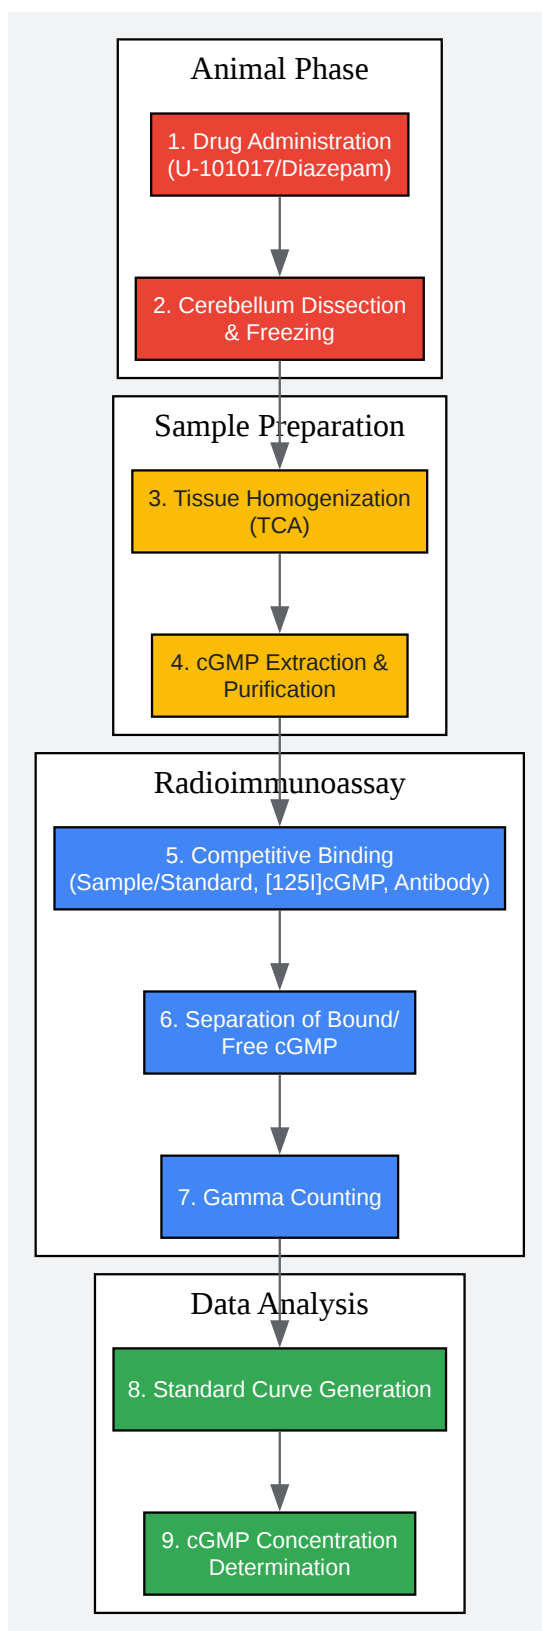 Animal Phase
1. Drug Administration
(U-101017/Diazepam)
2. Cerebellum Dissection
& Freezing
Sample Preparation
3. Tissue Homogenization
(TCA)
4. cGMP Extraction &
Purification
Radioimmunoassay
5. Competitive Binding
(Sample/Standard, [125I]cGMP, Antibody)
6. Separation of Bound/
Free cGMP
7. Gamma Counting
Data Analysis
8. Standard Curve Generation
9. cGMP Concentration
Determination